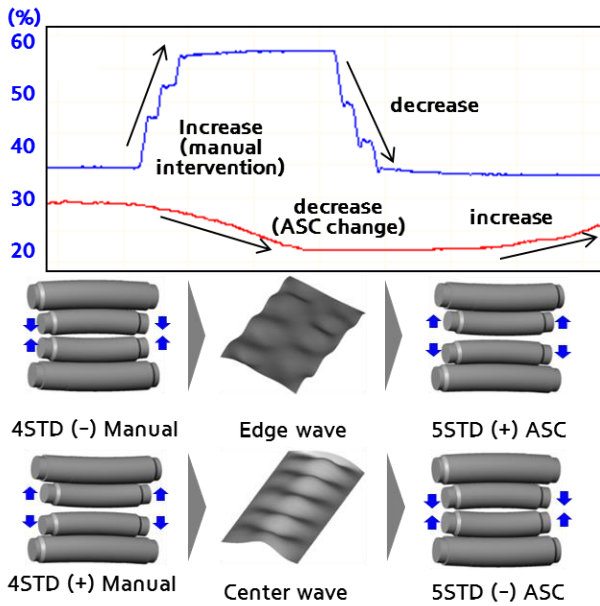 (%)
60
50
40
30
20
Increase
(manual
intervention)
decrease
decrease
(ASC change)
increase
4STD (-) Manual
Edge wave
5STD (+) ASC
4STD (+) Manual
Center wave
5STD (-) ASC